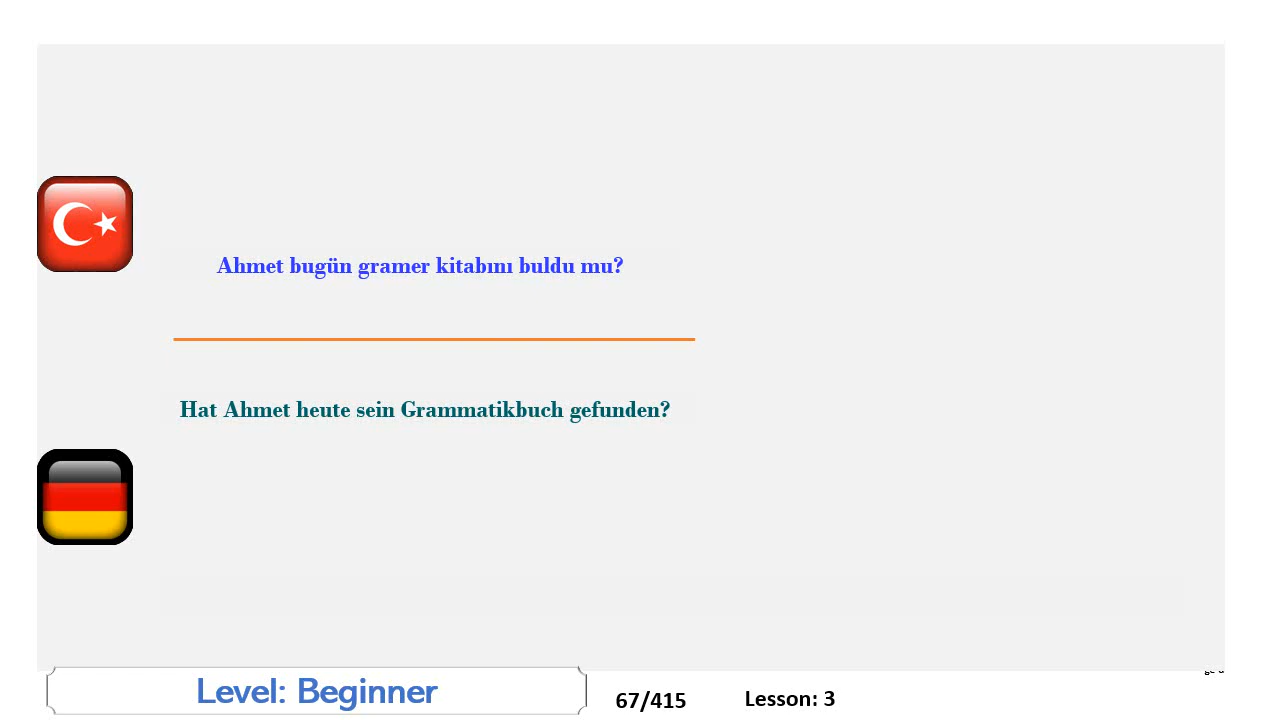 Ahmet bugün gramer kitabını buldu mu?
Hat Ahmet heute sein Grammatikbuch gefunden?
Level: Beginner
67/415
Lesson: 3